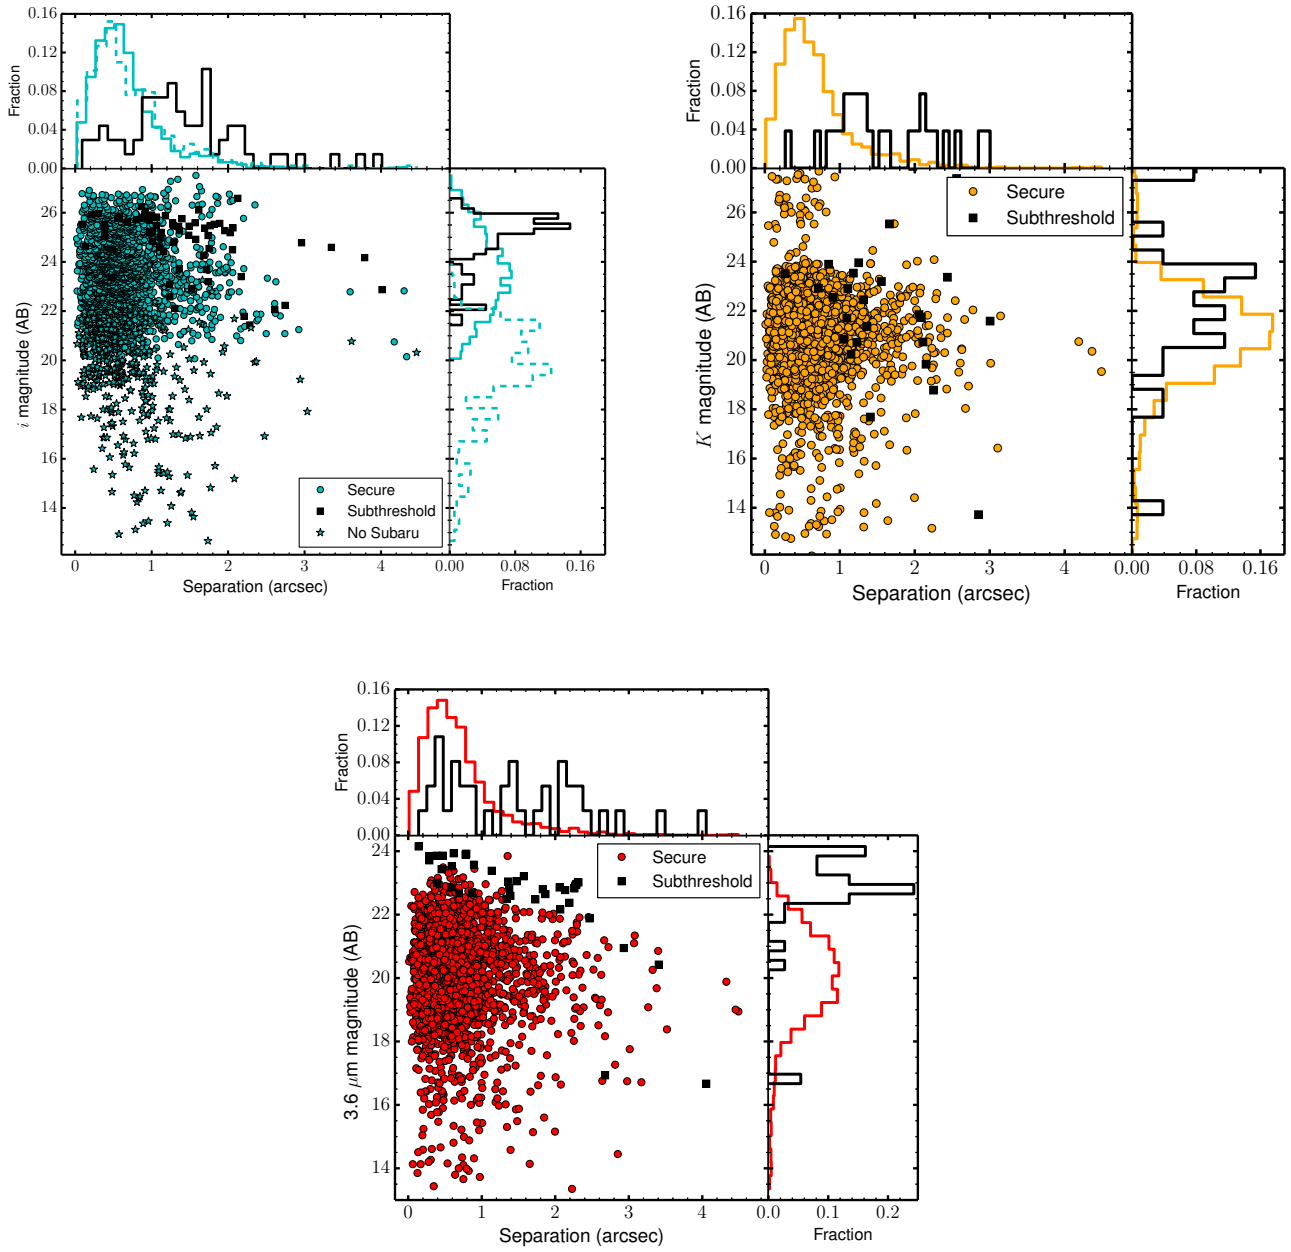 0.16
0.12
0.08
0.04
0.00
Fraction
26
24
22
20
18
16
14
i magnitude (AB)
Secure
Subthreshold
No Subaru
0 1 2 3 4
Separation (arcsec)
0.00 0.08 0.16
Fraction
0.16
0.12
0.08
0.04
0.00
Fraction
26
24
22
20
18
16
14
K magnitude (AB)
Secure
Subthreshold
0 1 2 3 4
Separation (arcsec)
0.00 0.08 0.16
Fraction
0.16
0.12
0.08
0.04
0.00
Fraction
24
22
20
18
16
14
3.6 μm magnitude (AB)
Secure
Subthreshold
0 1 2 3 4
Separation (arcsec)
0.0 0.1 0.2
Fraction